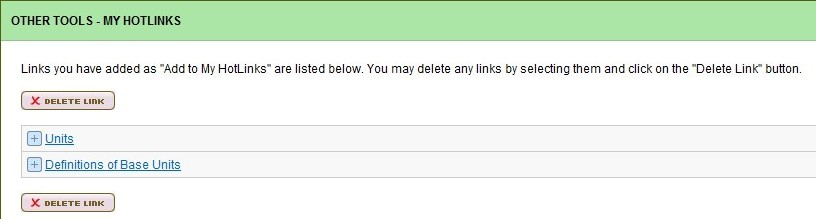 OTHER TOOLS - MY HOTLINKS
Links you have added as "Add to My HotLinks" are listed below. You may delete any links by selecting them and click on the "Delete Link" button.
DELETE LINK
Units
Definitions of Base Units
DELETE LINK